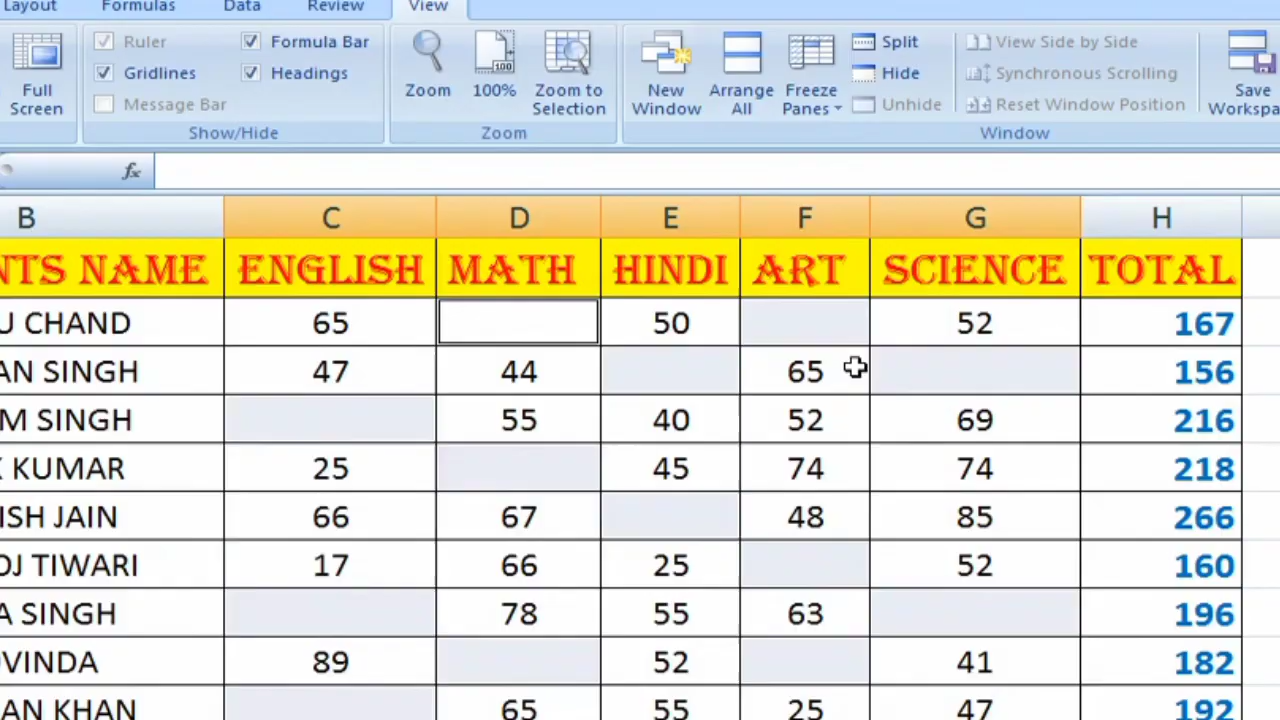 Layout Formulas Data Review View
Ruler Formula Bar
Gridlines Headings
Message Bar
Full Screen
Show/Hide
Zoom
100%
Zoom to Selection
Zoom
New Window
Arrange All
Freeze Panes
Split
Hide
Unhide
View Side by Side
Synchronous Scrolling
Reset Window Position
Window
Save Workspa
fx
B C D E F G H
NTS NAME ENGLISH MATH HINDI ART SCIENCE TOTAL
U CHAND 65 50 52 167
AN SINGH 47 44 65 156
M SINGH 55 40 52 69 216
K KUMAR 25 45 74 74 218
ISH JAIN 66 67 48 85 266
OJ TIWARI 17 66 25 52 160
A SINGH 78 55 63 196
OVINDA 89 52 41 182
AN KHAN 65 55 25 47 192